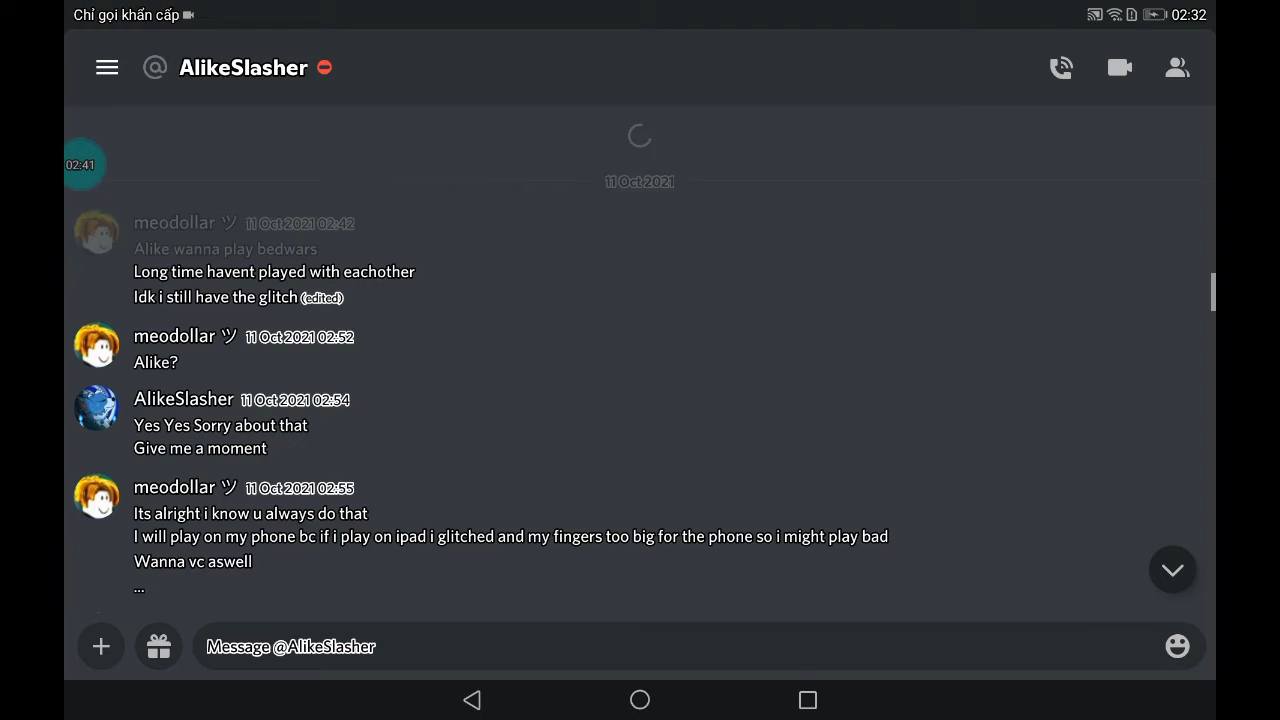 Chỉ gọi khẩn cấp
02:32
@ AlikeSlasher
02:41
11 Oct 2021
meodollar ツ 11 Oct 2021 02:42
Alike wanna play bedwars
Long time havent played with eachother
Idk i still have the glitch (edited)
meodollar ツ 11 Oct 2021 02:52
Alike?
AlikeSlasher 11 Oct 2021 02:54
Yes Yes Sorry about that
Give me a moment
meodollar ツ 11 Oct 2021 02:55
Its alright i know u always do that
I will play on my phone bc if i play on ipad i glitched and my fingers too big for the phone so i might play bad
Wanna vc aswell
...
Message @AlikeSlasher